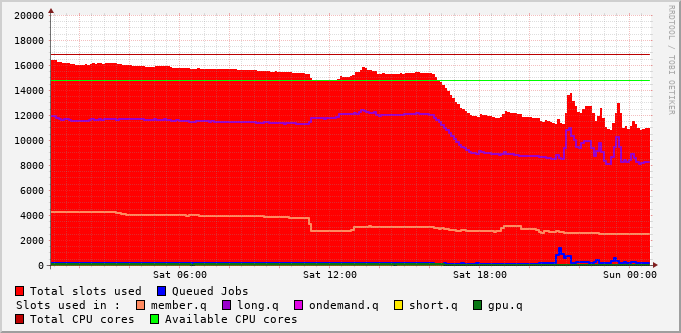 20000
18000
16000
14000
12000
10000
8000
6000
4000
2000
0
Sat 06:00 Sat 12:00 Sat 18:00 Sun 00:00
RRDTOOL / TOBI OETIKER
Total slots used Queued Jobs
Slots used in : member.q long.q ondemand.q short.q gpu.q
Total CPU cores Available CPU cores